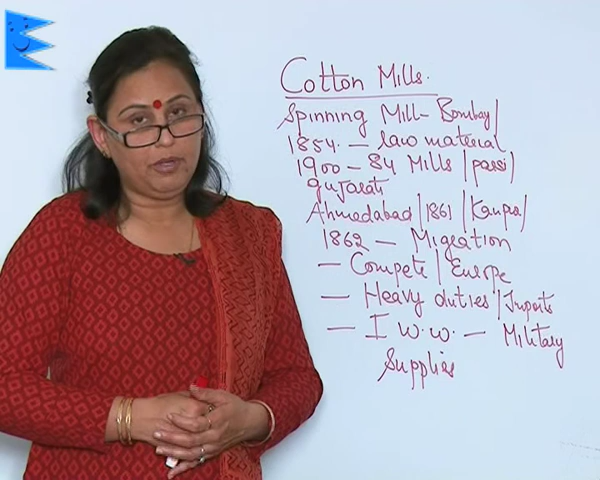 Cotton Mills.
Spinning Mill - Bombay/
1854 - raw material
1900 - 84 Mills /parsi/
gujarati
Ahmedabad/1861/Kanpur/
1862 - Migration
- Compete/Europe
- Heavy duties/Imports
- I W.W. - Military
Supplies